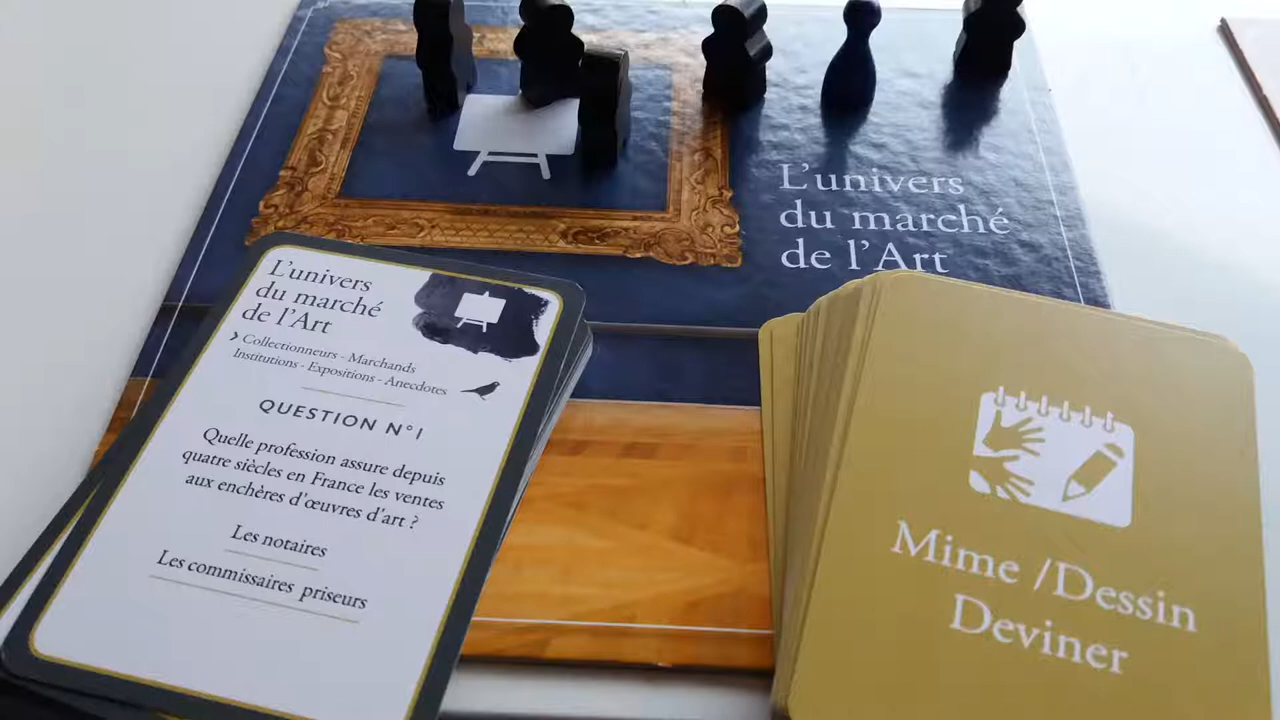 L'univers
du marché
de l'Art
L'univers
du marché
de l'Art
Collectionneurs - Marchands
Institutions - Expositions - Anecdotes
QUESTION N°1
Quelle profession assure depuis
quatre siècles en France les ventes
aux enchères d'œuvres d'art ?
Les notaires
Les commissaires priseurs
Mime /Dessin
Deviner